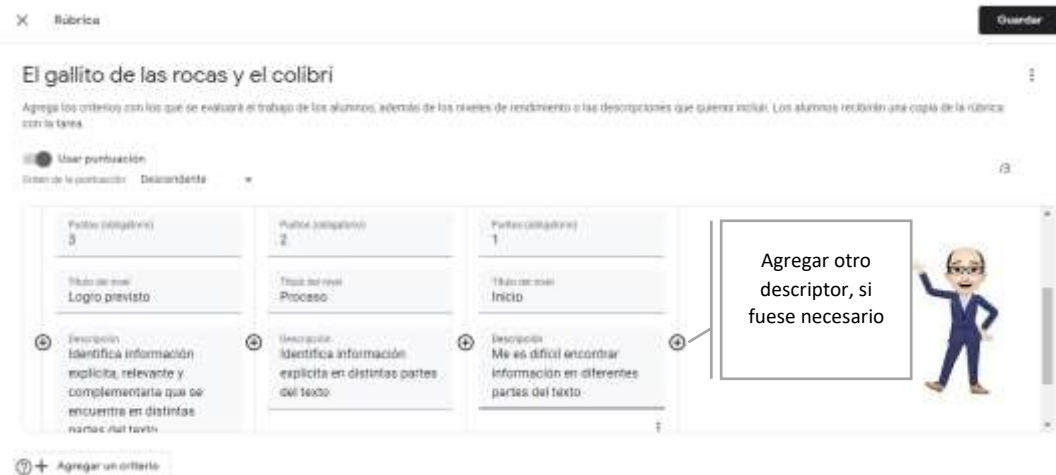 Rúbrica
Guardar
El gallito de las rocas y el colibri
Agrega los criterios con los que se evaluará el trabajo de los alumnos, además de los niveles de rendimiento o las descripciones que quieras incluir. Los alumnos recibirán una copia de la rúbrica
con la tarea.
Usar puntuación
/3
Orden de la puntuación: Descendente
Puntos (obligatorio)
3
Título del nivel
Logro previsto
Descripción
Identifica información
explícita, relevante y
complementaria que se
encuentra en distintas
partes del texto
Puntos (obligatorio)
2
Título del nivel
Proceso
Descripción
Identifica información
explícita en distintas partes
del texto
Puntos (obligatorio)
1
Título del nivel
Inicio
Descripción
Me es difícil encontrar
información en diferentes
partes del texto
Agregar otro
descriptor, si
fuese necesario
Agregar un criterio